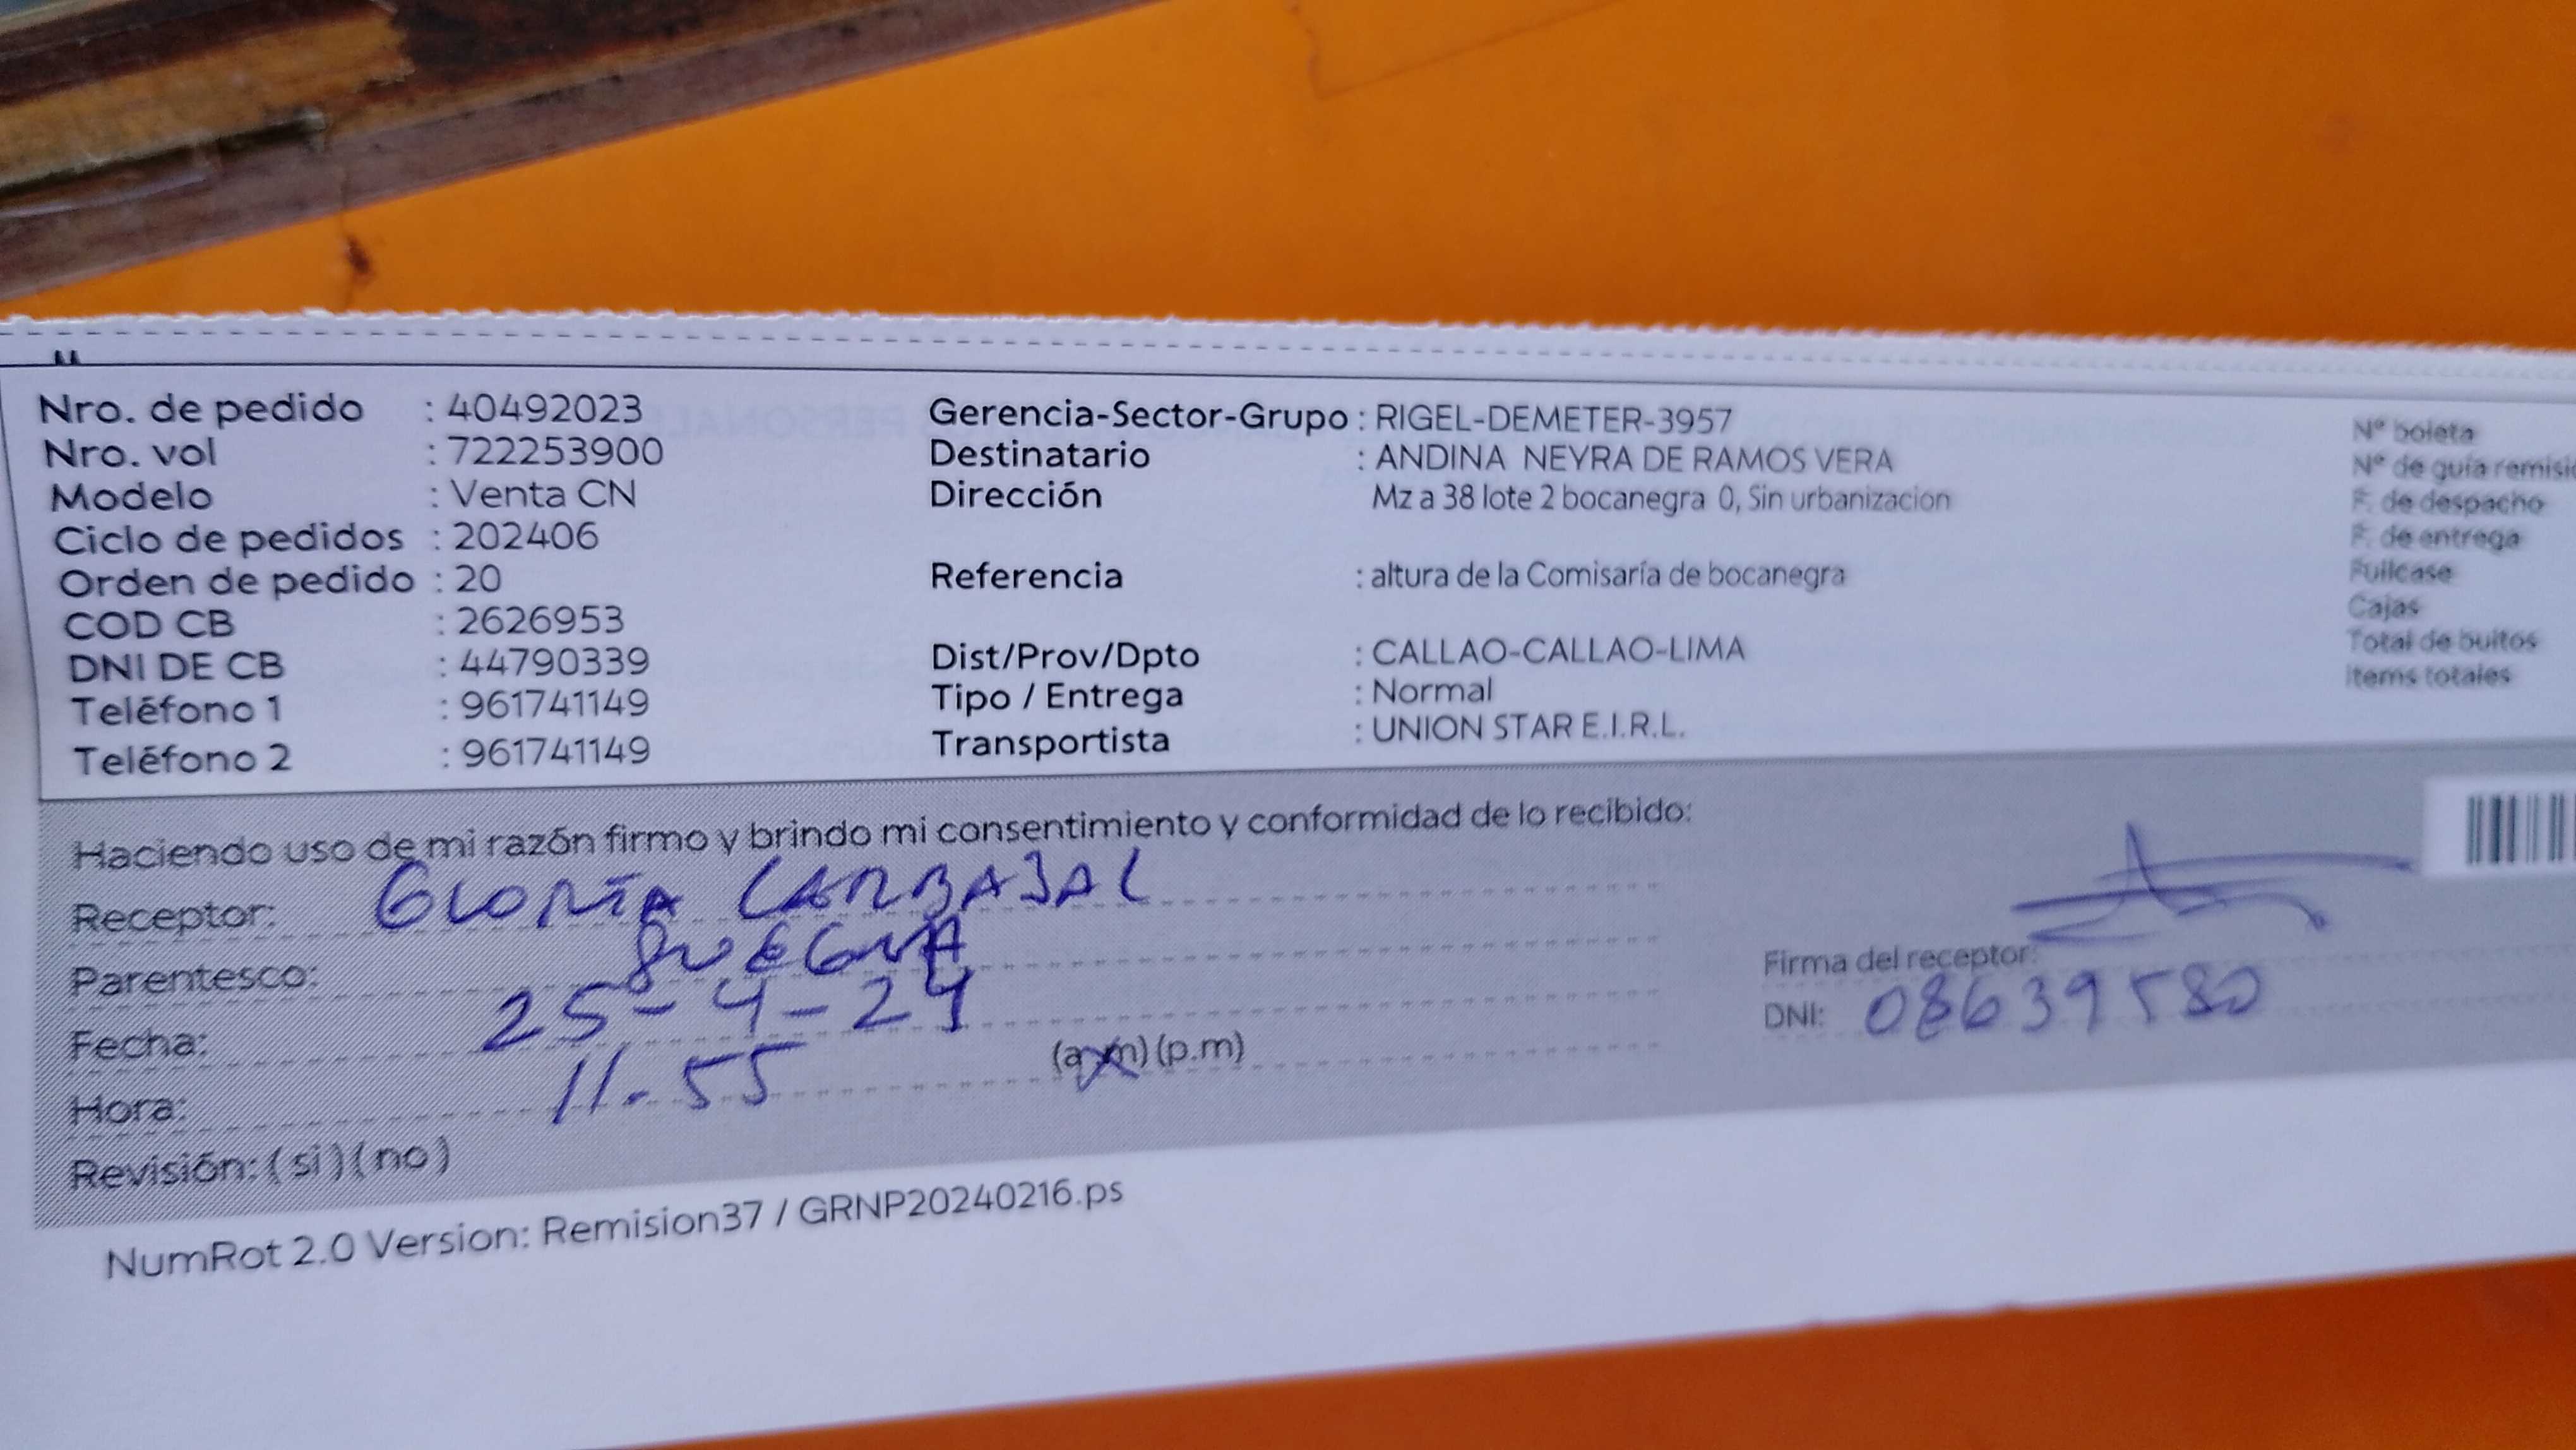 Nro. de pedido : 40492023
Nro. vol : 722253900
Modelo : Venta CN
Ciclo de pedidos : 202406
Orden de pedido : 20
COD CB : 2626953
DNI DE CB : 44790339
Teléfono 1 : 961741149
Teléfono 2 : 961741149
Gerencia-Sector-Grupo : RIGEL-DEMETER-3957
Destinatario : ANDINA NEYRA DE RAMOS VERA
Dirección Mz a 38 lote 2 bocanegra 0, Sin urbanizacion
Referencia : altura de la Comisaría de bocanegra
Dist/Prov/Dpto : CALLAO-CALLAO-LIMA
Tipo / Entrega : Normal
Transportista : UNION STAR E.I.R.L.
N° boleta
N° de guía remisió
F. de despacho
F. de entrega
Fullcase
Cajas
Total de bultos
Items totales
Haciendo uso de mi razón firmo y brindo mi consentimiento y conformidad de lo recibido:
Receptor: GLORIA CARBAJAL
Parentesco: SUEGRA
Fecha: 25-4-24
Hora: 11.55 (a.m) (p.m)
Revisión: (si) (no)
Firma del receptor:
DNI: 08639580
NumRot 2.0 Version: Remision37 / GRNP20240216.ps